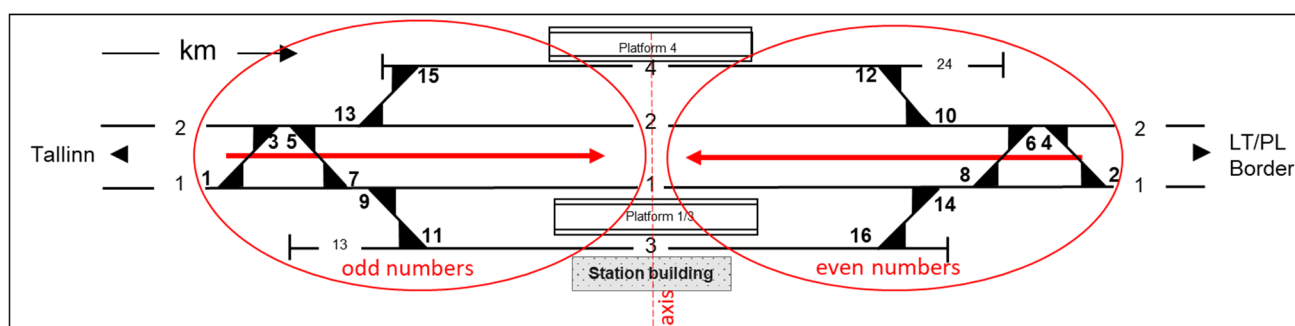 km
Platform 4
4
15
12
24
13
10
2
2
2
3 5
6 4
Tallinn
LT/PL
Border
1
1
7
1
8
2
1
9
14
Platform 1/3
13
11
3
16
odd numbers
even numbers
Station building
axis